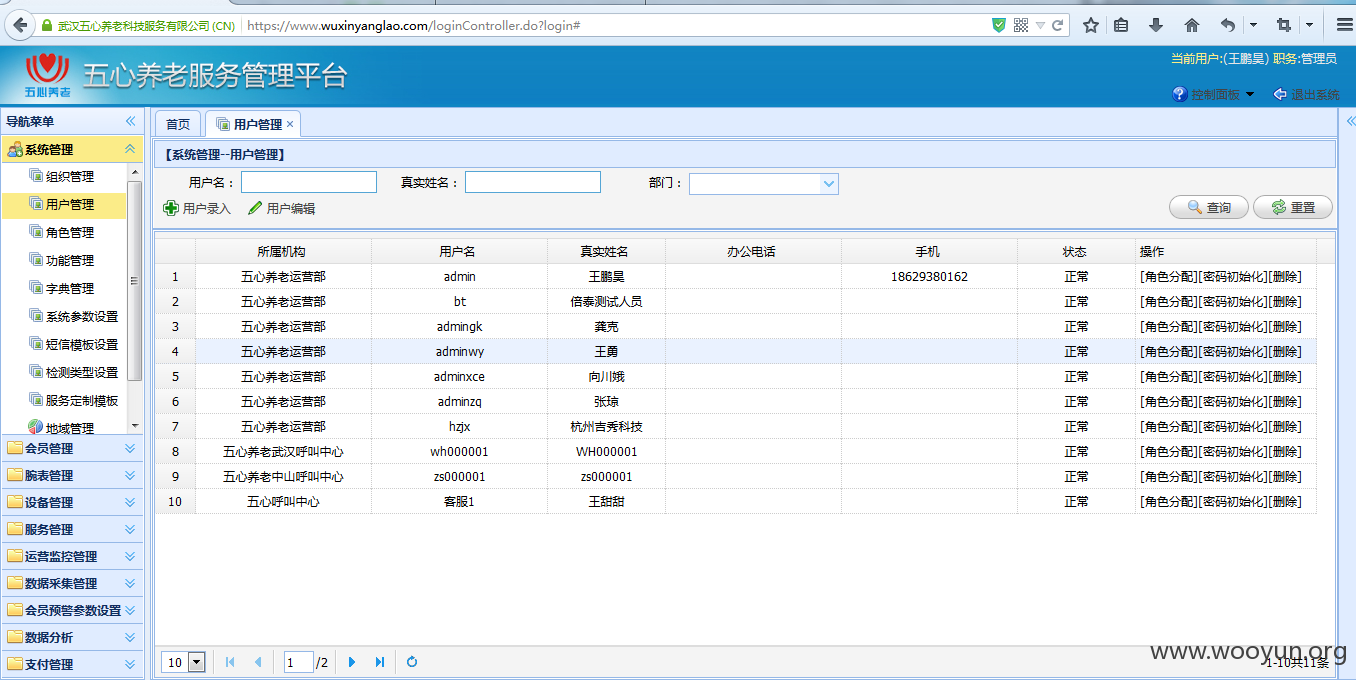 武汉五心养老科技服务有限公司 (CN) https://www.wuxinyanglao.com/loginController.do?login#
五心养老
五心养老服务管理平台
当前用户:(王鹏昊) 职务:管理员
控制面板 退出系统
导航菜单
首页 用户管理
系统管理
组织管理
用户管理
角色管理
功能管理
字典管理
系统参数设置
短信模板设置
检测类型设置
服务定制模板
地域管理
会员管理
腕表管理
设备管理
服务管理
运营监控管理
数据采集管理
会员预警参数设置
数据分析
支付管理
【系统管理--用户管理】
用户名： 真实姓名： 部门：
用户录入 用户编辑 查询 重置
所属机构 用户名 真实姓名 办公电话 手机 状态 操作
1 五心养老运营部 admin 王鹏昊 18629380162 正常 [角色分配][密码初始化][删除]
2 五心养老运营部 bt 倍泰测试人员 正常 [角色分配][密码初始化][删除]
3 五心养老运营部 admingk 龚克 正常 [角色分配][密码初始化][删除]
4 五心养老运营部 adminwy 王勇 正常 [角色分配][密码初始化][删除]
5 五心养老运营部 adminxce 向川娥 正常 [角色分配][密码初始化][删除]
6 五心养老运营部 adminzq 张琼 正常 [角色分配][密码初始化][删除]
7 五心养老运营部 hzjx 杭州吉秀科技 正常 [角色分配][密码初始化][删除]
8 五心养老武汉呼叫中心 wh000001 WH000001 正常 [角色分配][密码初始化][删除]
9 五心养老中山呼叫中心 zs000001 zs000001 正常 [角色分配][密码初始化][删除]
10 五心呼叫中心 客服1 王甜甜 正常 [角色分配][密码初始化][删除]
10 1 /2
1-10共11条
www.wooyun.org